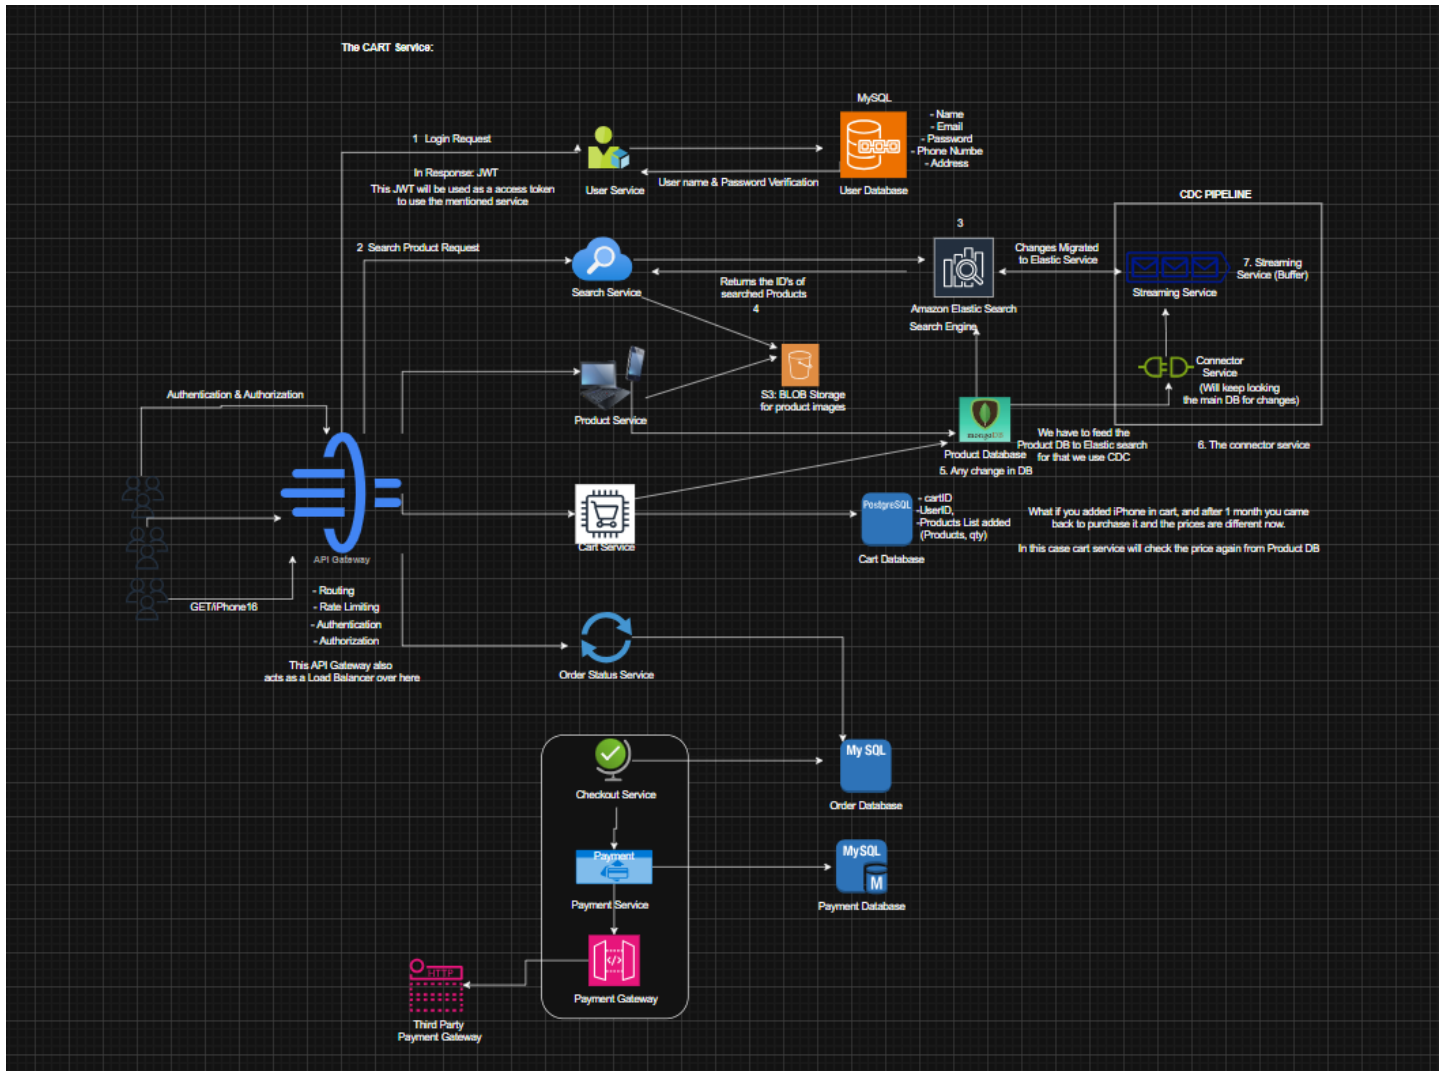 The CART Service:
MySQL
- Name
- Email
- Password
- Phone Numbe
- Address
User Database
1 Login Request
In Response: JWT
This JWT will be used as a access token
to use the mentioned service
User Service
User name & Password Verification
CDC PIPELINE
2 Search Product Request
Search Service
3
Returns the ID's of
searched Products
4
Amazon Elastic Search
Search Engine
Changes Migrated
to Elastic Service
7. Streaming
Service (Buffer)
Streaming Service
Connector
Service
(Will keep looking
the main DB for changes)
6. The connector service
Product Service
S3: BLOB Storage
for product images
mongoDB
Product Database
5. Any change in DB
We have to feed the
Product DB to Elastic search
for that we use CDC
Authentication & Authorization
API Gateway
GET/iPhone16
- Routing
- Rate Limiting
- Authentication
- Authorization
This API Gateway also
acts as a Load Balancer over here
Cart Service
PostgreSQL
Cart Database
- cartID
-UserID,
-Products List added
(Products, qty)
What if you added iPhone in cart, and after 1 month you came
back to purchase it and the prices are different now.
In this case cart service will check the price again from Product DB
Order Status Service
My SQL
Order Database
Checkout Service
Payment
Payment Service
MySQL
M
Payment Database
</>
Payment Gateway
HTTP
Third Party
Payment Gateway